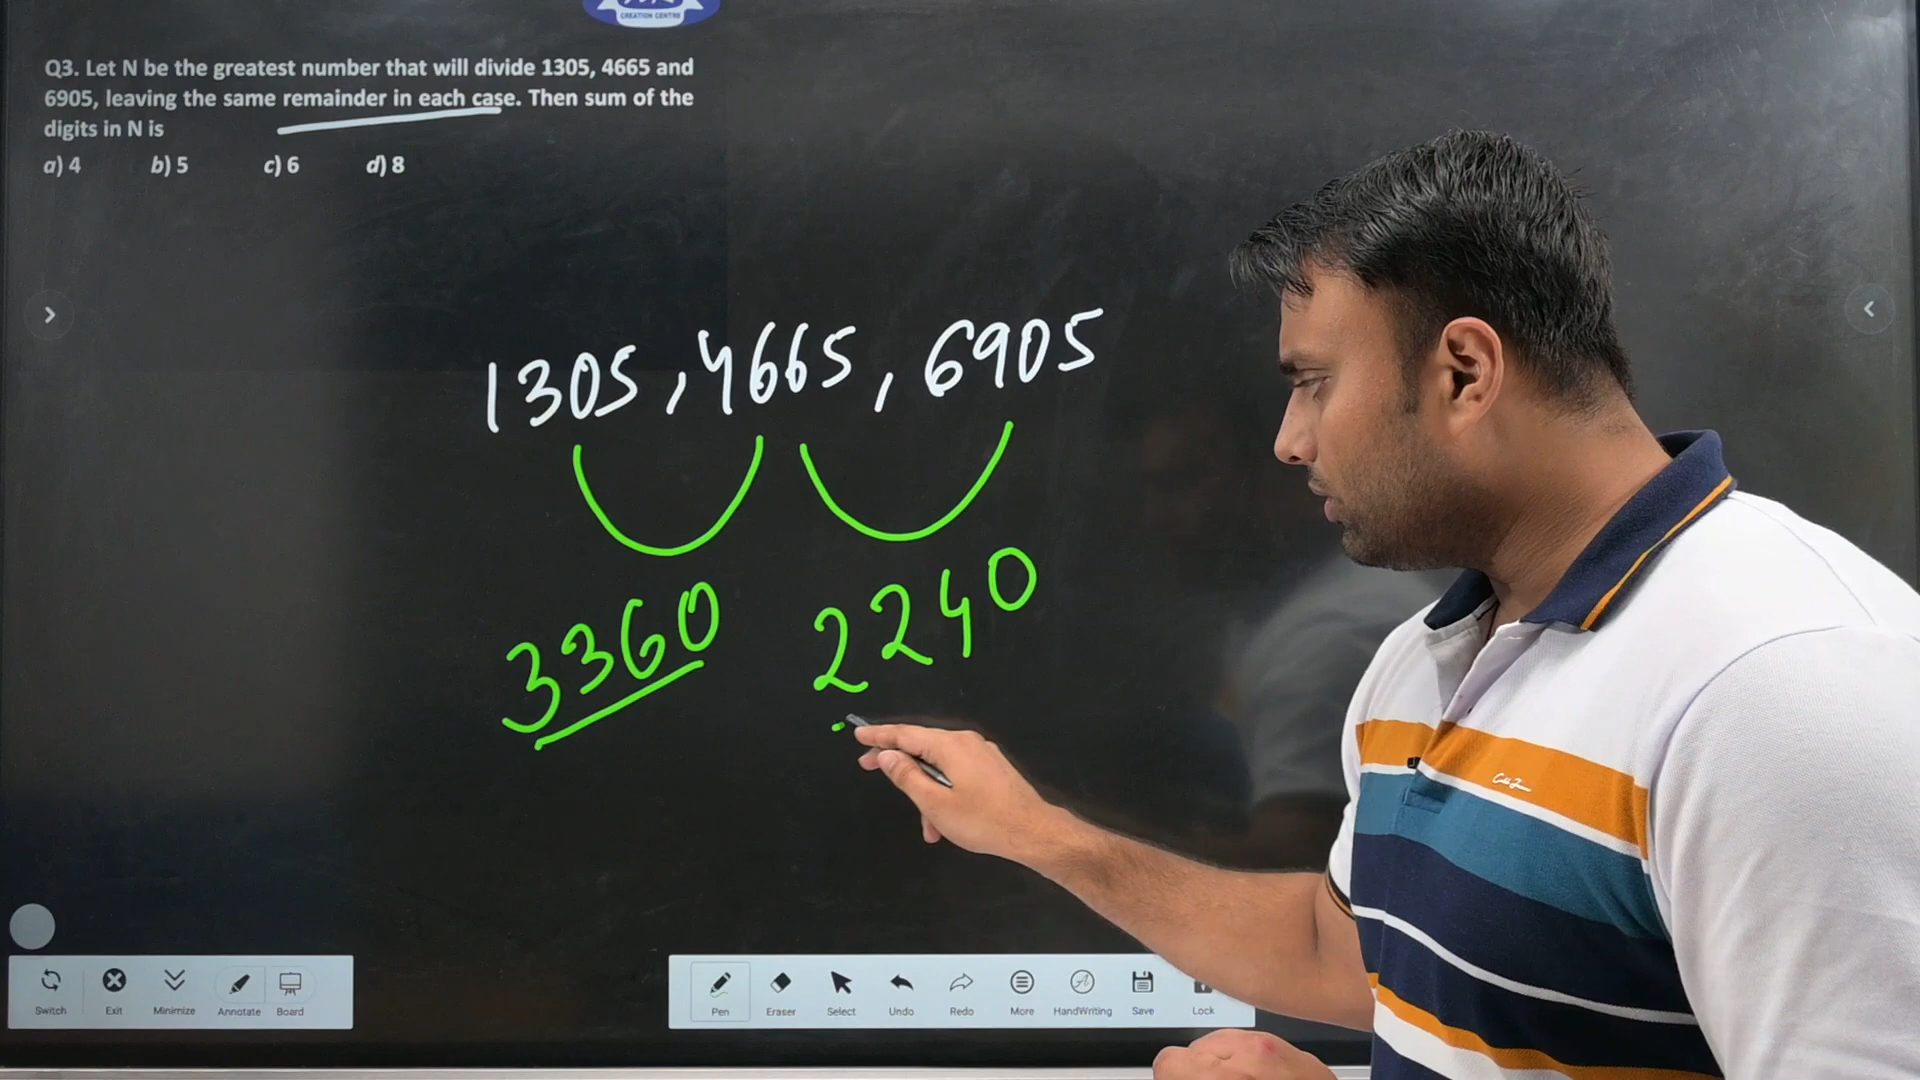 CREATION CENTRE
Q3. Let N be the greatest number that will divide 1305, 4665 and
6905, leaving the same remainder in each case. Then sum of the
digits in N is
a) 4 b) 5 c) 6 d) 8
1305, 4665, 6905
3360 2240
Switch Exit Minimize Annotate Board
Pen Eraser Select Undo Redo More HandWriting Save Lock